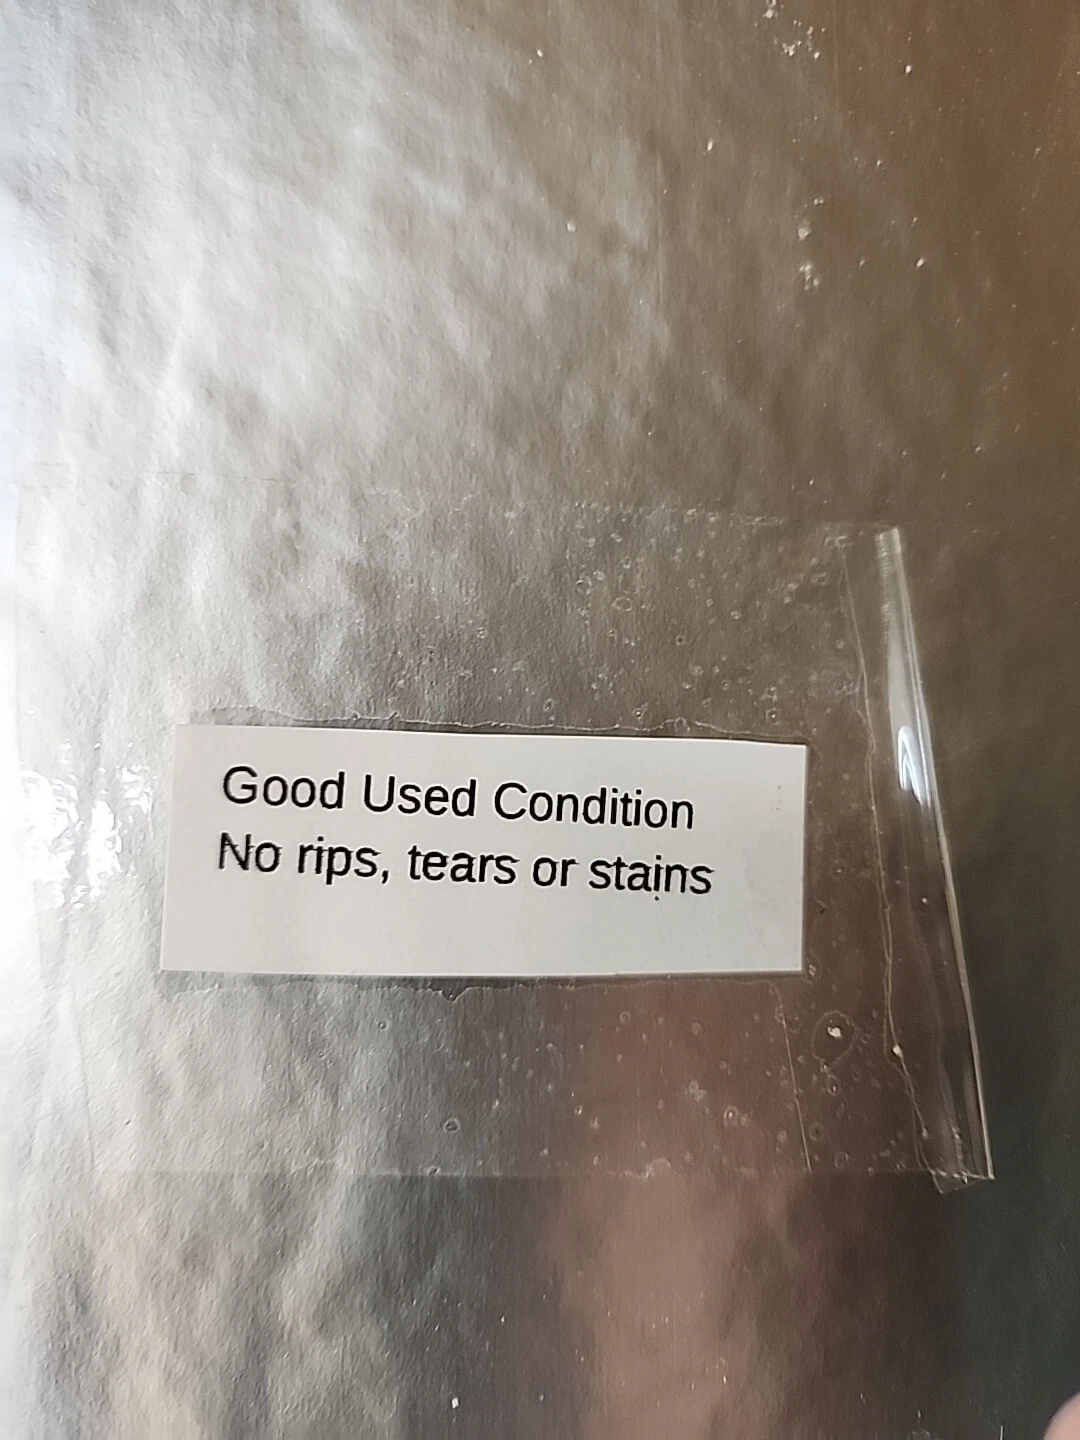 Good Used Condition
No rips, tears or stains